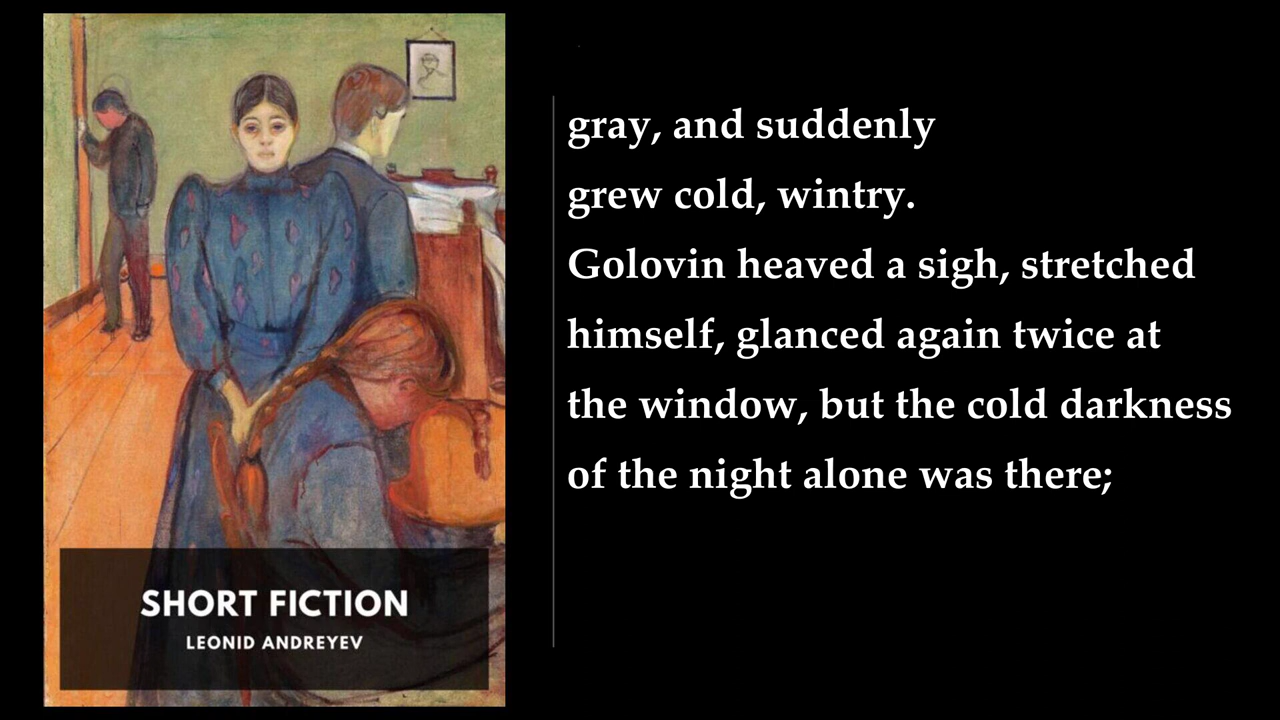 SHORT FICTION
LEONID ANDREYEV
gray, and suddenly
grew cold, wintry.
Golovin heaved a sigh, stretched
himself, glanced again twice at
the window, but the cold darkness
of the night alone was there;